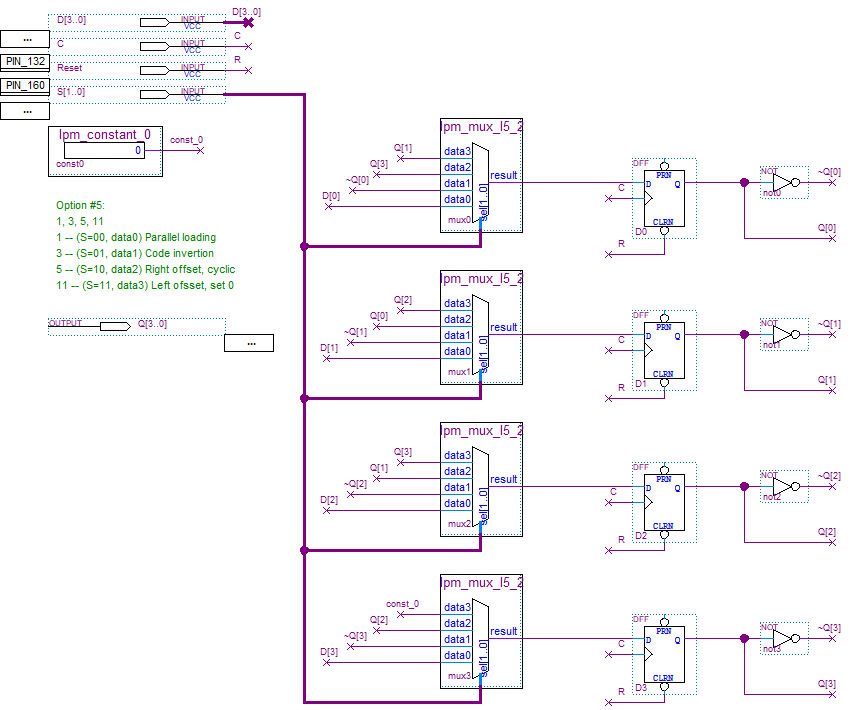 D[3..0]
INPUT
VCC
D[3..0]
...
C
INPUT
VCC
C
PIN_132
Reset
INPUT
VCC
R
PIN_160
S[1..0]
INPUT
VCC
...
lpm_constant_0
0
const0
const_0
Option #5:
1, 3, 5, 11
1 -- (S=00, data0) Parallel loading
3 -- (S=01, data1) Code invertion
5 -- (S=10, data2) Right offset, cyclic
11 -- (S=11, data3) Left ofsset, set 0
OUTPUT
Q[3..0]
...
lpm_mux_l5_2
Q[1]
data3
Q[3]
data2
~Q[0]
data1
D[0]
data0
result
sel[1..0]
mux0
DFF
PRN
C
D
Q
CLRN
R
D0
NOT
not0
~Q[0]
Q[0]
lpm_mux_l5_2
Q[2]
data3
Q[0]
data2
~Q[1]
data1
D[1]
data0
result
sel[1..0]
mux1
DFF
PRN
C
D
Q
CLRN
R
D1
NOT
not1
~Q[1]
Q[1]
lpm_mux_l5_2
Q[3]
data3
Q[1]
data2
~Q[2]
data1
D[2]
data0
result
sel[1..0]
mux2
DFF
PRN
C
D
Q
CLRN
R
D2
NOT
not2
~Q[2]
Q[2]
lpm_mux_l5_2
const_0
data3
Q[2]
data2
~Q[3]
data1
D[3]
data0
result
sel[1..0]
mux3
DFF
PRN
C
D
Q
CLRN
R
D3
NOT
not3
~Q[3]
Q[3]